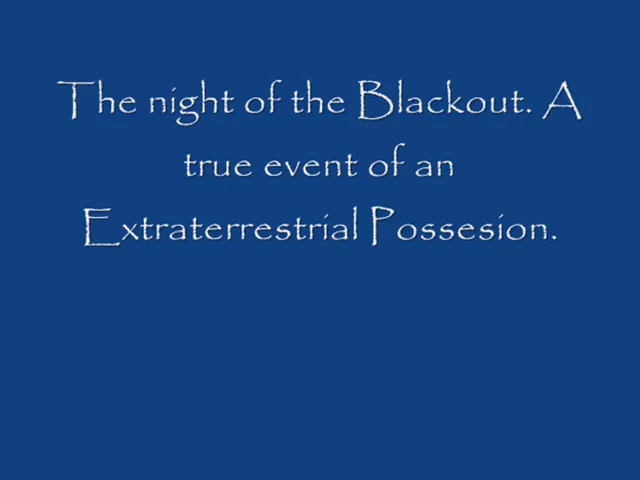 The night of the Blackout. A
true event of an
Extraterrestrial Possesion.